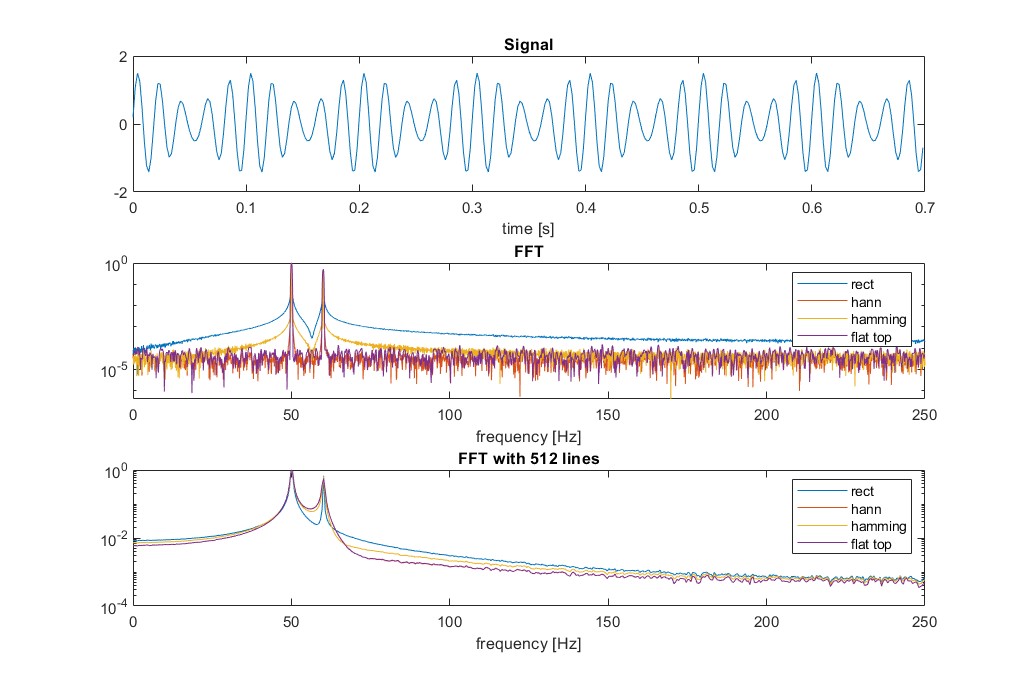 Signal
2
0
-2
0 0.1 0.2 0.3 0.4 0.5 0.6 0.7
time [s]
FFT
10^0
10^-5
rect
hann
hamming
flat top
0 50 100 150 200 250
frequency [Hz]
FFT with 512 lines
10^0
10^-2
10^-4
rect
hann
hamming
flat top
0 50 100 150 200 250
frequency [Hz]